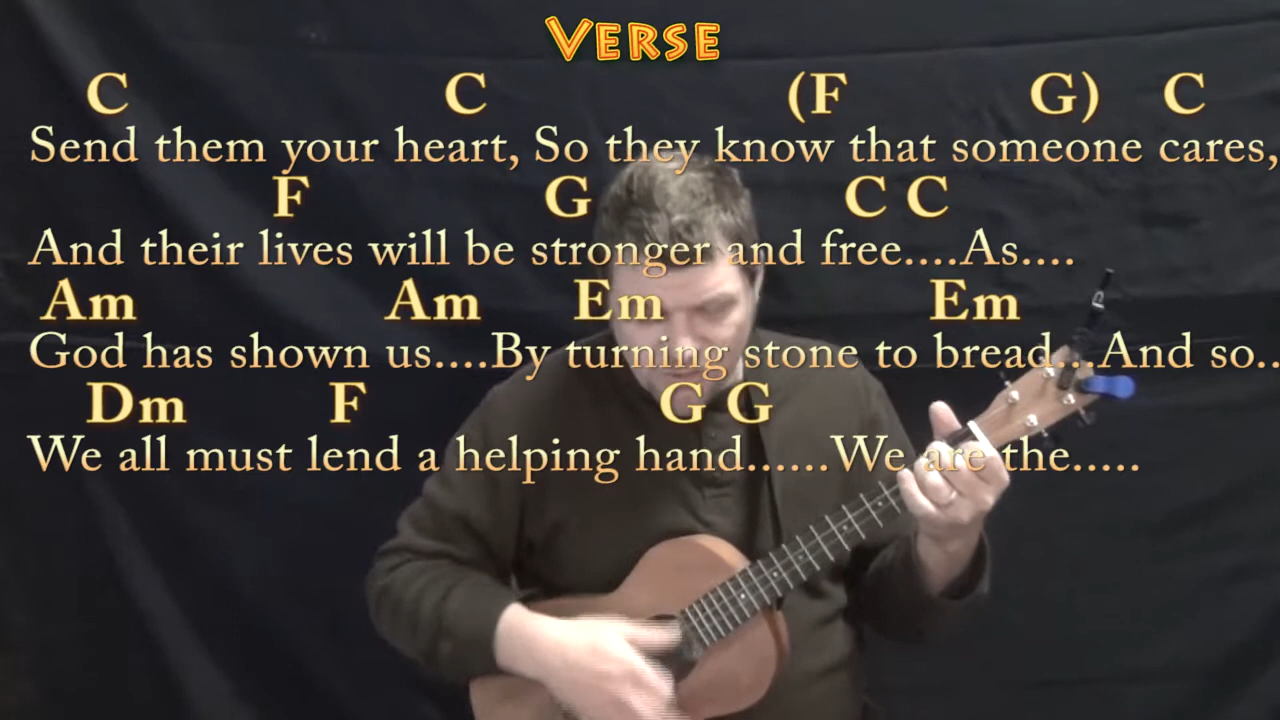 VERSE
C C (F G) C
Send them your heart, So they know that someone cares,
F G C C
And their lives will be stronger and free....As....
Am Am Em Em
God has shown us....By turning stone to bread...And so..
Dm F G G
We all must lend a helping hand......We are the.....